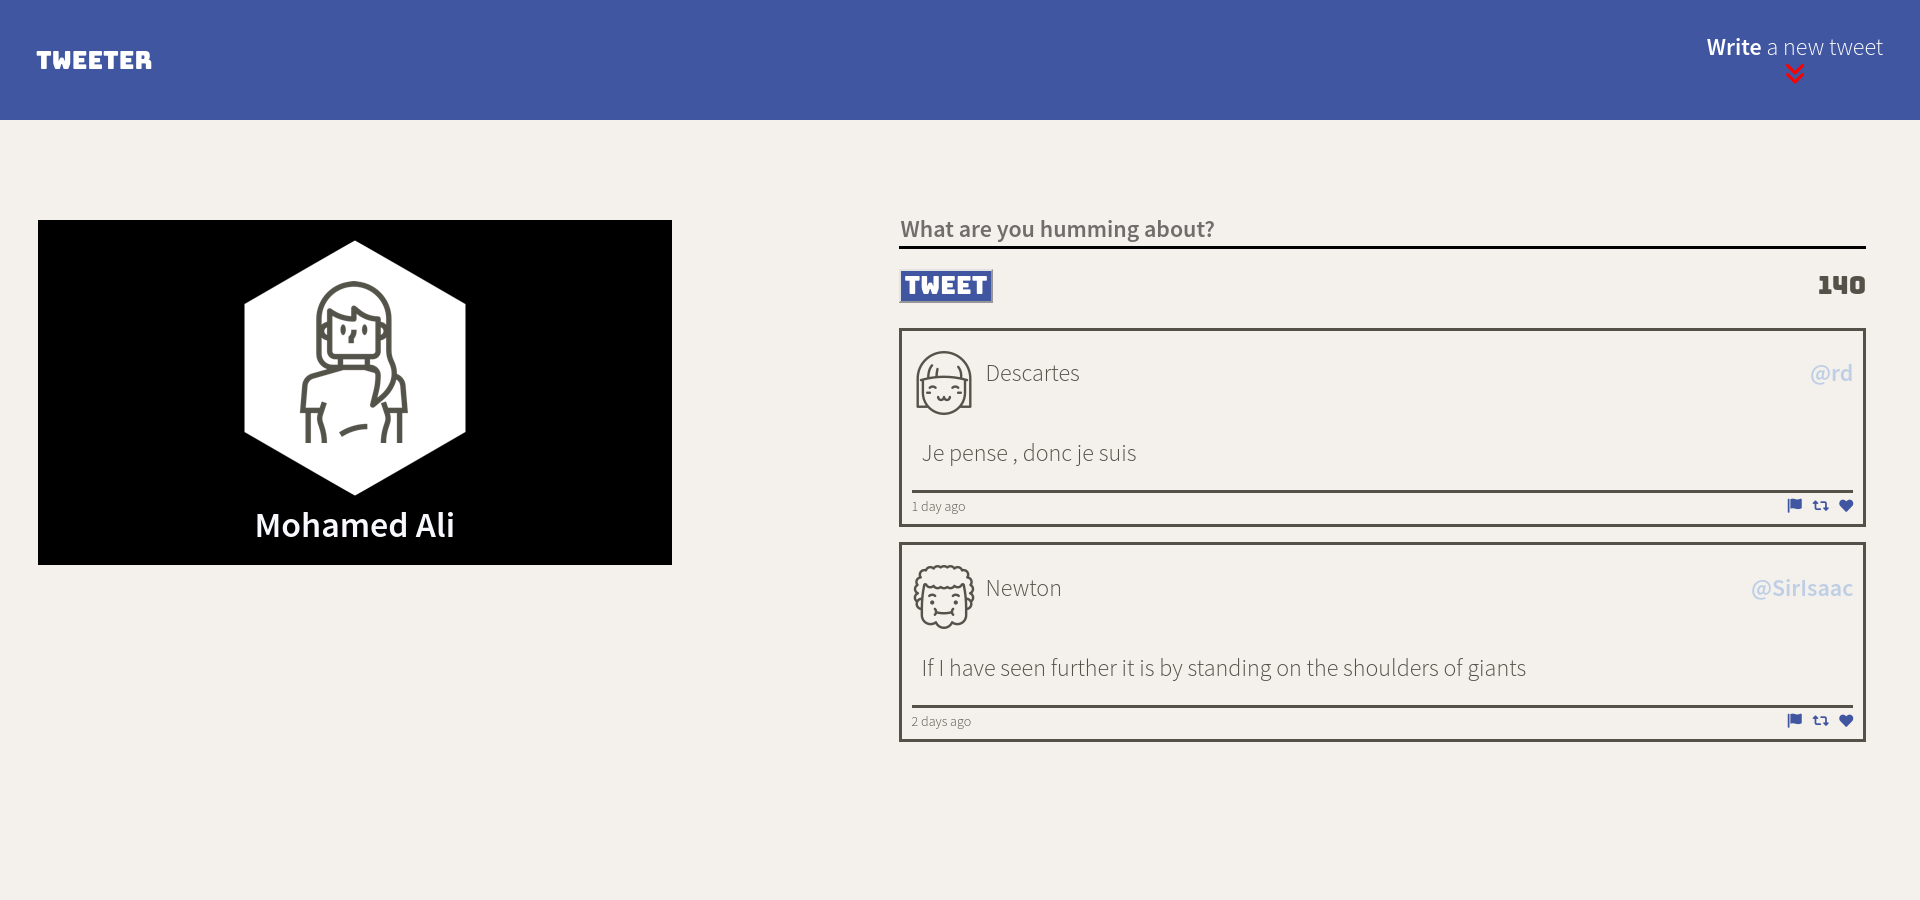 TWEETER
Write a new tweet
Mohamed Ali
What are you humming about?
TWEET
140
Descartes
@rd
Je pense , donc je suis
1 day ago
Newton
@SirIsaac
If I have seen further it is by standing on the shoulders of giants
2 days ago